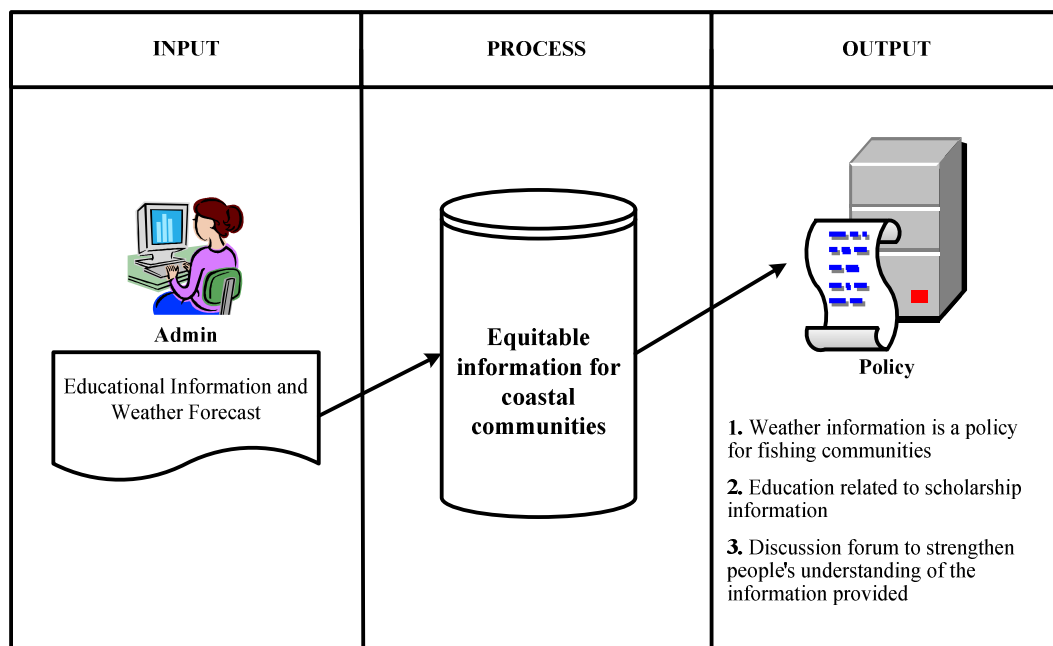 INPUT
PROCESS
OUTPUT
Admin
Educational Information and
Weather Forecast
Equitable
information for
coastal
communities
Policy
1. Weather information is a policy
for fishing communities
2. Education related to scholarship
information
3. Discussion forum to strengthen
people's understanding of the
information provided